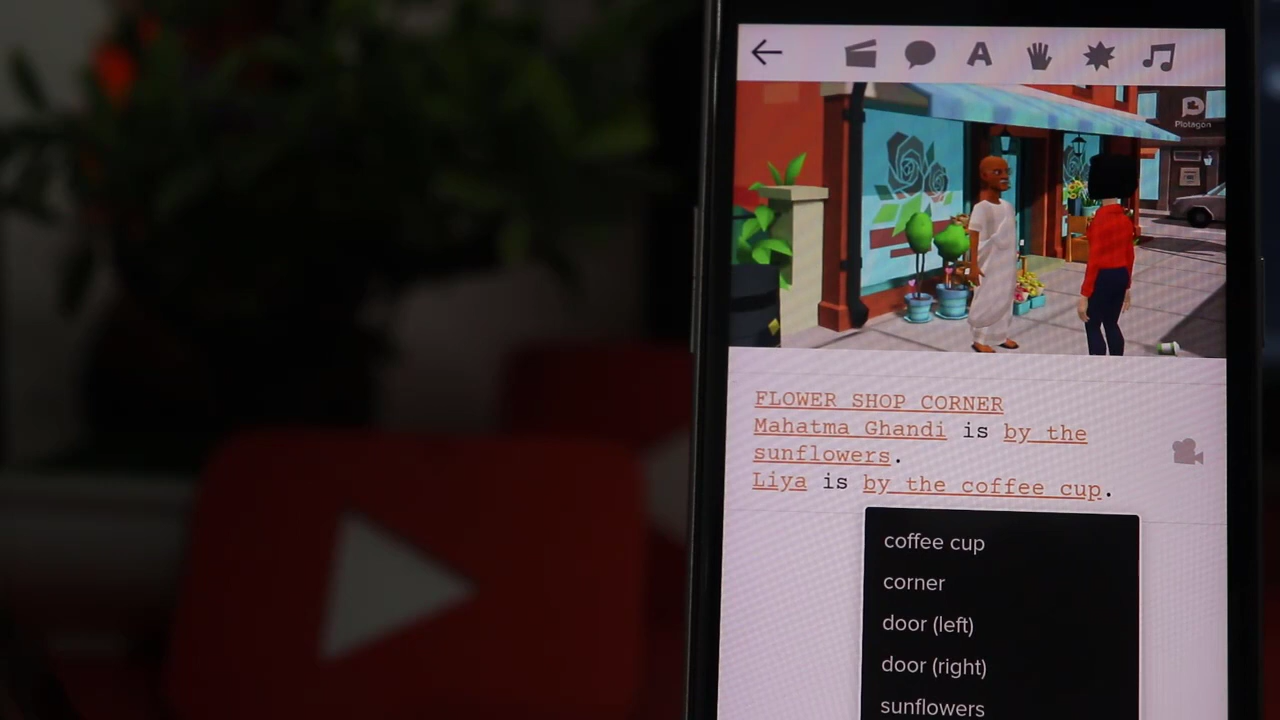 A
Plotagon
FLOWER SHOP CORNER
Mahatma Ghandi is by the
sunflowers.
Liya is by the coffee cup.
coffee cup
corner
door (left)
door (right)
sunflowers